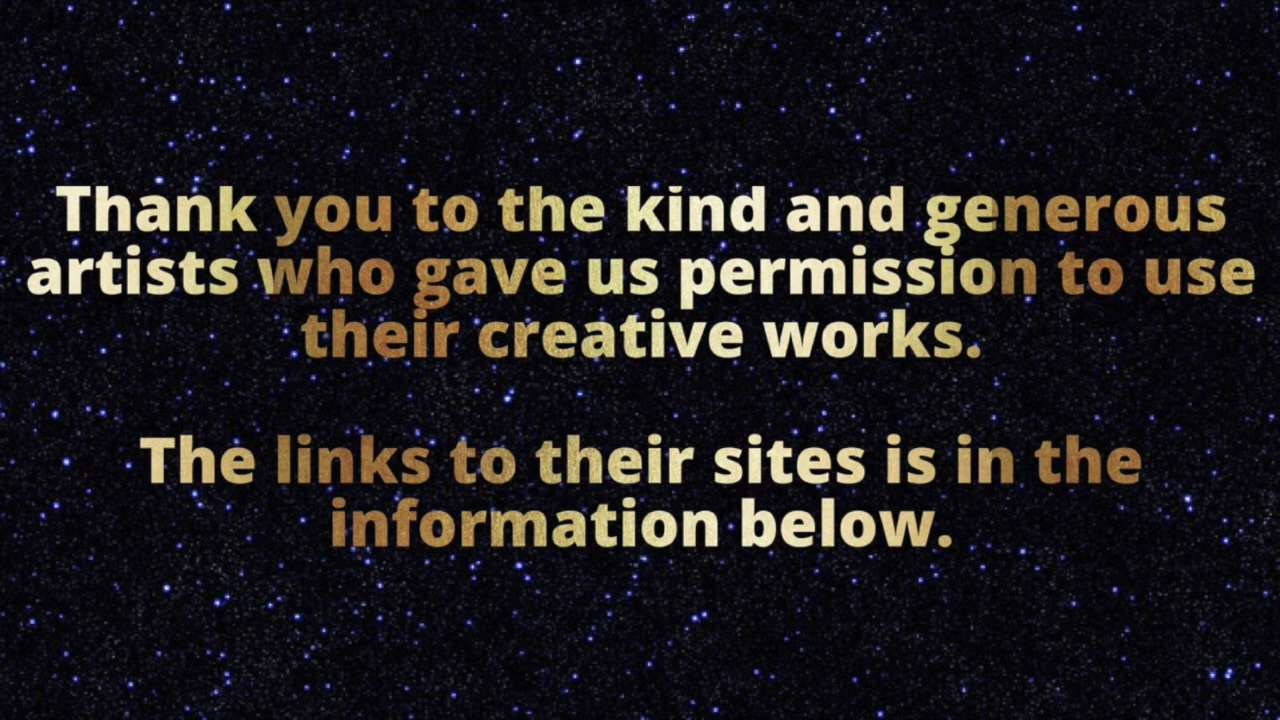 Thank you to the kind and generous
artists who gave us permission to use
their creative works.
The links to their sites is in the
information below.